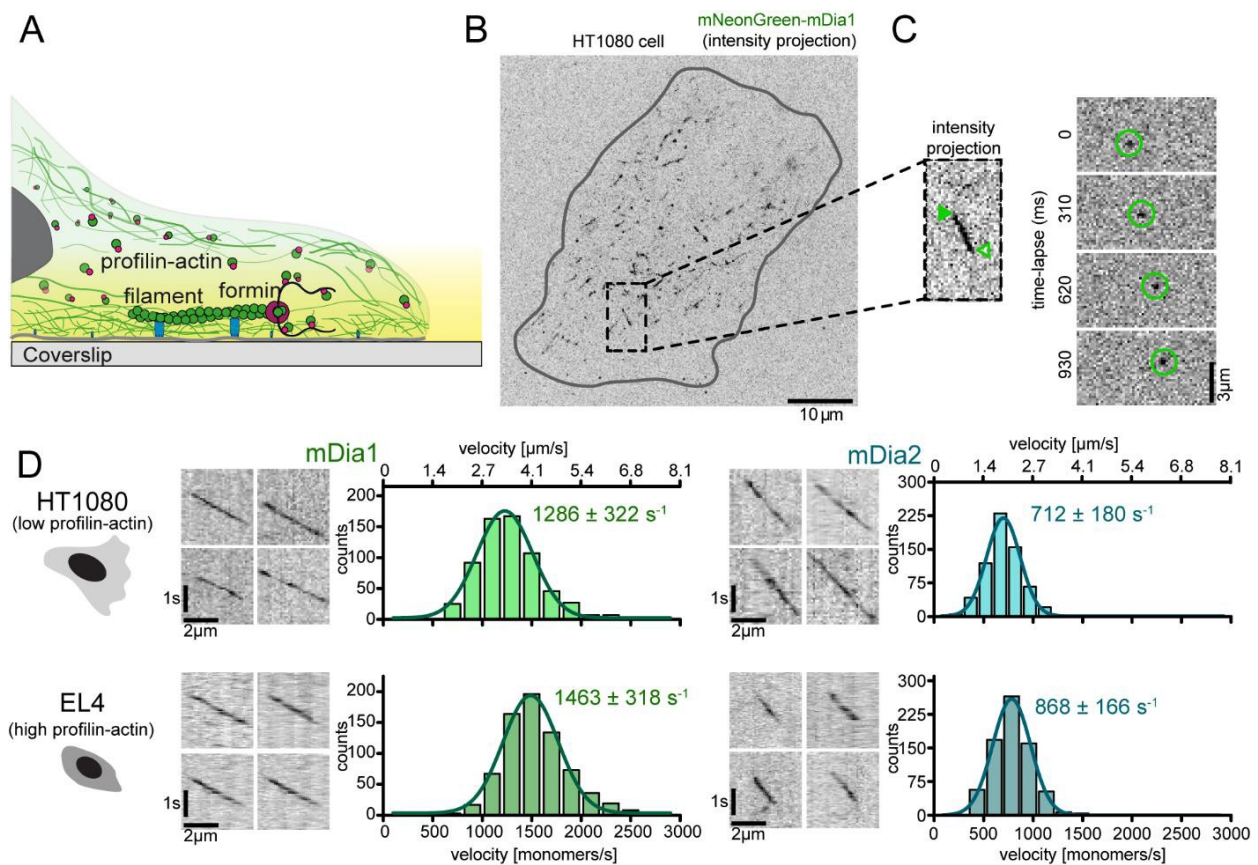 A
profilin-actin
filament
formin
Coverslip
B
mNeonGreen-mDia1
HT1080 cell
(intensity projection)
10 µm
C
intensity
projection
time-lapse (ms)
0
310
620
930
3µm
D
mDia1
HT1080
(low profilin-actin)
1s
2µm
velocity [µm/s]
0 1.4 2.7 4.1 5.4 6.8 8.1
counts
200
150
100
50
0
1286 ± 322 s⁻¹
mDia2
1s
2µm
velocity [µm/s]
0 1.4 2.7 4.1 5.4 6.8 8.1
counts
300
225
150
75
0
712 ± 180 s⁻¹
EL4
(high profilin-actin)
1s
2µm
counts
200
150
100
50
0
1463 ± 318 s⁻¹
0 500 1000 1500 2000 2500 3000
velocity [monomers/s]
1s
2µm
counts
300
225
150
75
0
868 ± 166 s⁻¹
0 500 1000 1500 2000 2500 3000
velocity [monomers/s]